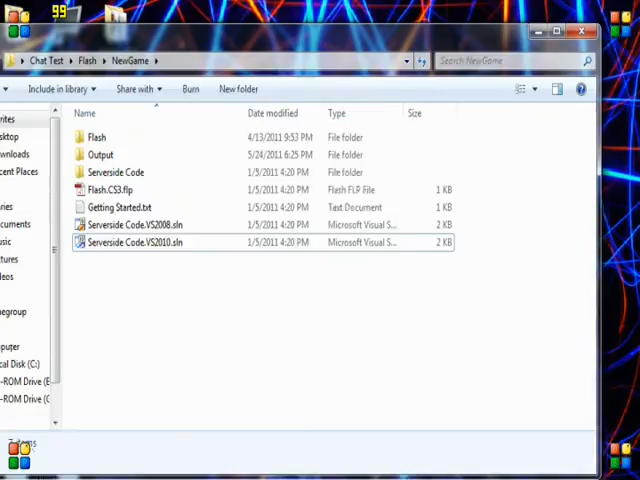 99
Chat Test Flash NewGame Search NewGame
Include in library Share with Burn New folder
Name Date modified Type Size
rites
Flash 4/13/2011 9:53 PM File folder
sktop
Output 5/24/2011 6:25 PM File folder
wnloads
Serverside Code 1/5/2011 4:20 PM File folder
cent Places
Flash.CS3.flp 1/5/2011 4:20 PM Flash FLP File 1 KB
ries
Getting Started.txt 1/5/2011 4:20 PM Text Document 1 KB
cuments
Serverside Code.VS2008.sln 1/5/2011 4:20 PM Microsoft Visual S... 2 KB
usic
Serverside Code.VS2010.sln 1/5/2011 4:20 PM Microsoft Visual S... 2 KB
tures
eos
megroup
mputer
cal Disk (C:)
-ROM Drive (E
-ROM Drive (
7 items